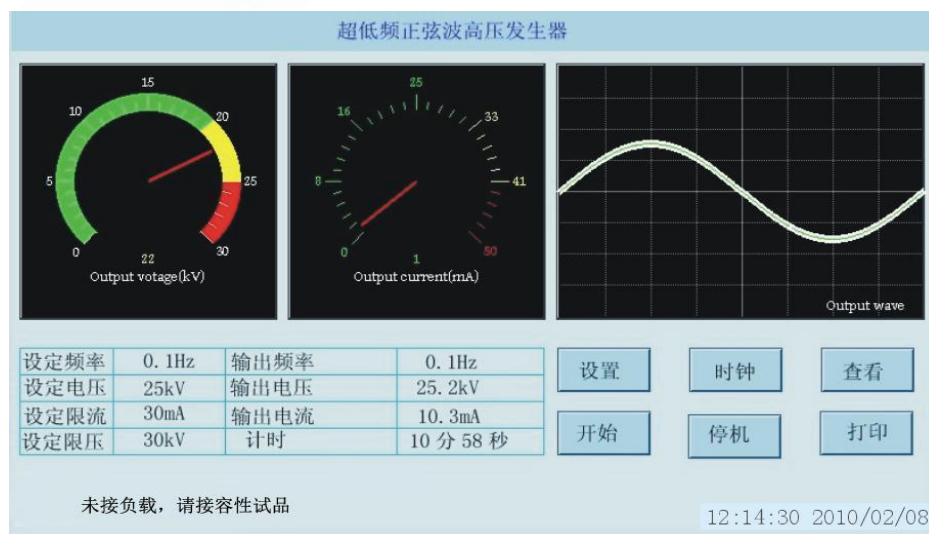 超低频正弦波高压发生器
15
10 20
5 25
0 22 30
Output votage(kV)
25
16 33
8 41
0 1 50
Output current(mA)
Output wave
设定频率 0.1Hz 输出频率 0.1Hz
设定电压 25kV 输出电压 25.2kV
设定限流 30mA 输出电流 10.3mA
设定限压 30kV 计时 10分58秒
设置 时钟 查看
开始 停机 打印
未接负载，请接容性试品
12:14:30 2010/02/08